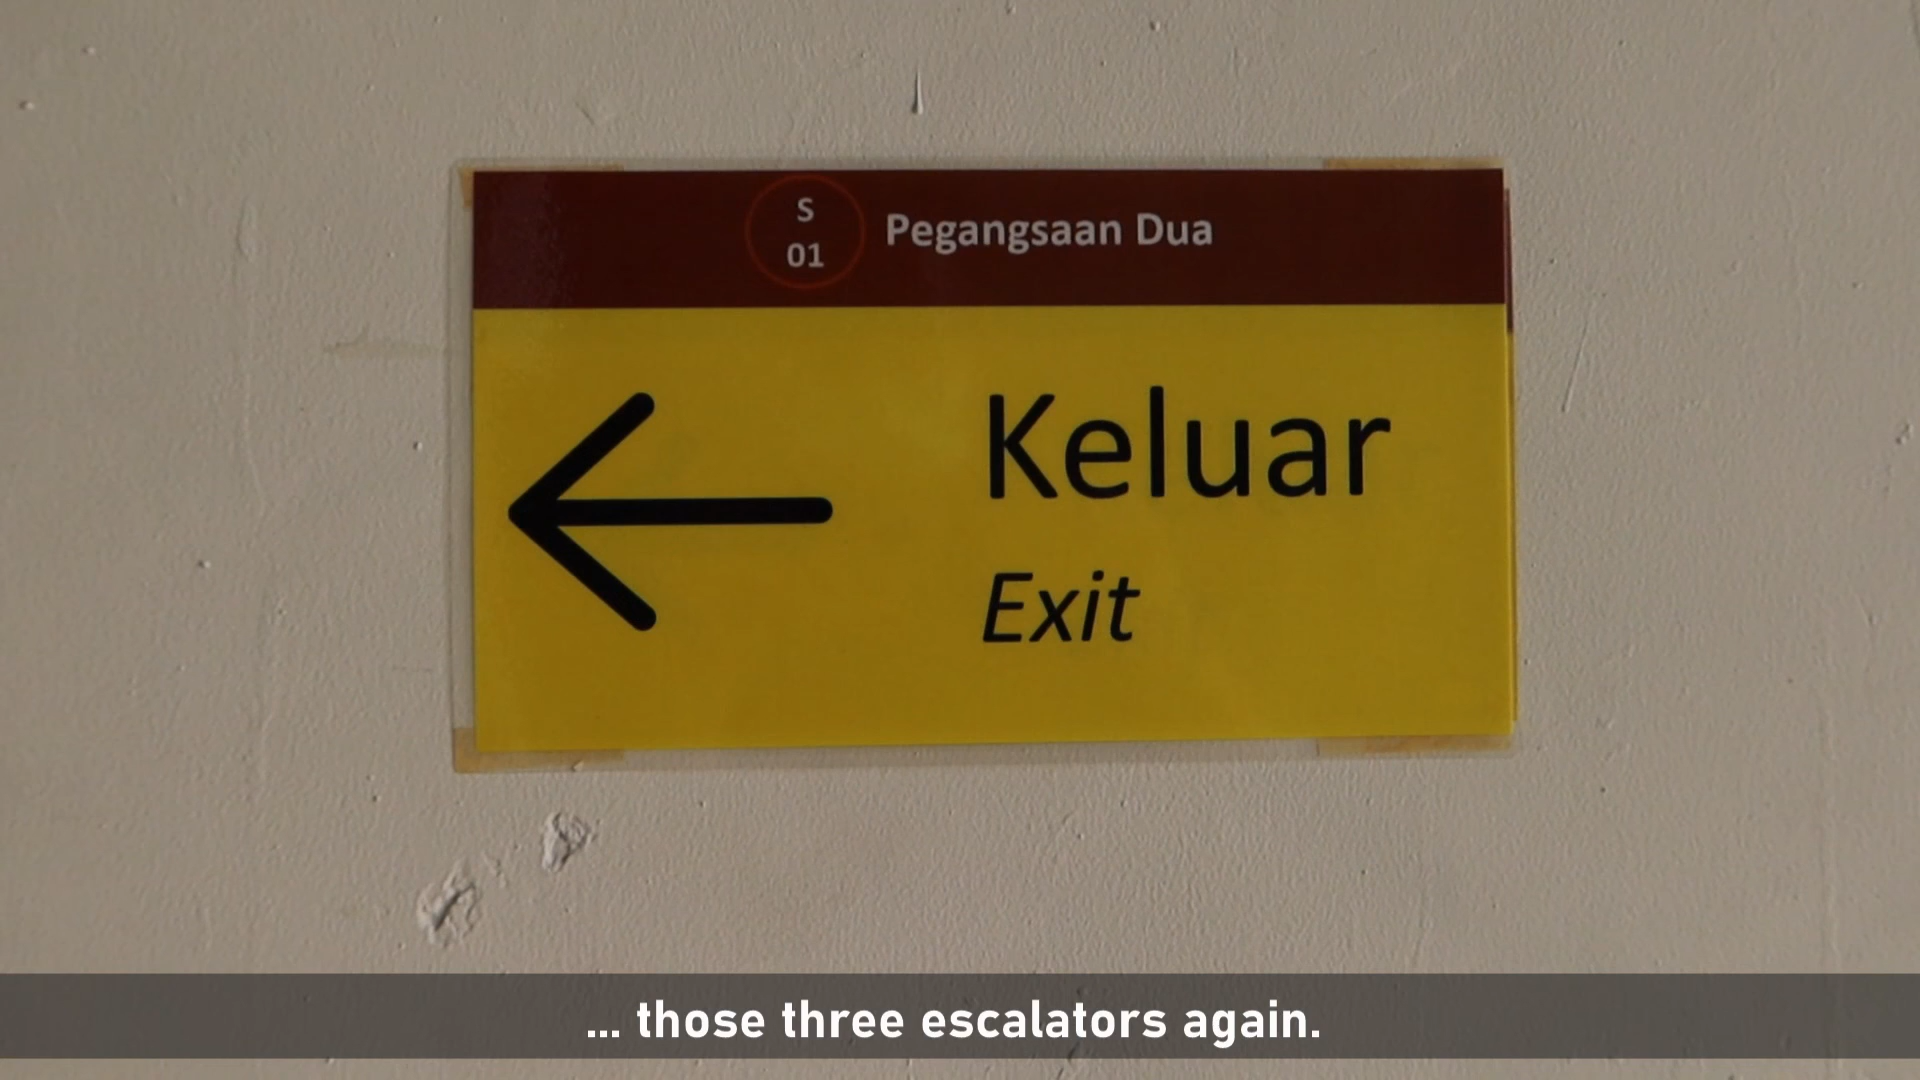 S
01
Pegangsaan Dua
Keluar
Exit
... those three escalators again.